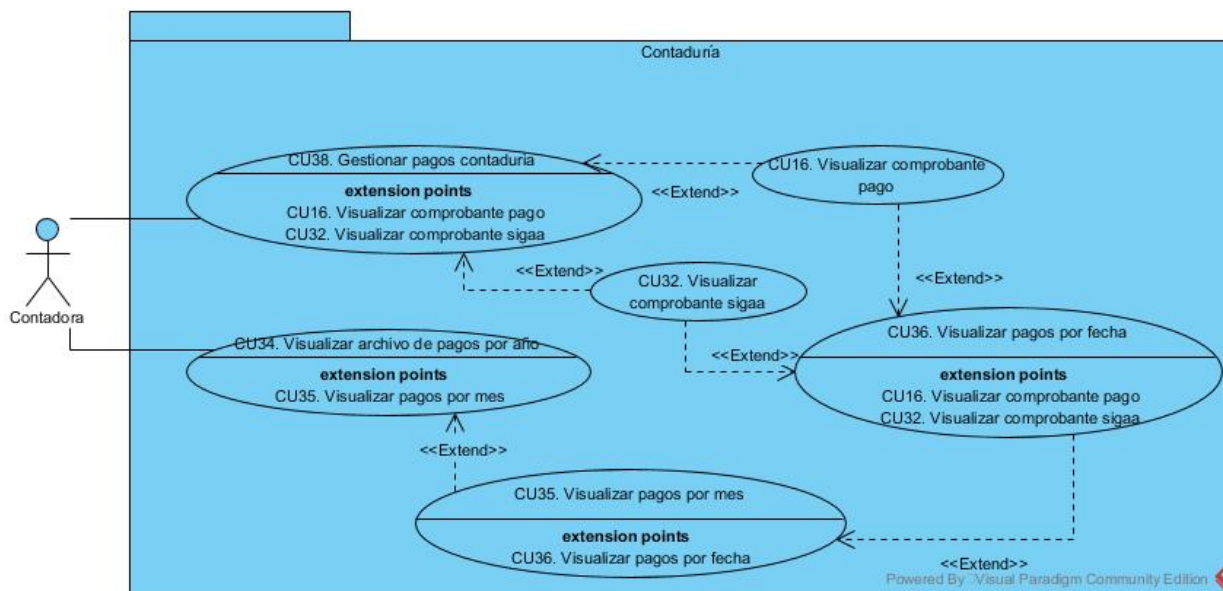 Contaduría
CU38. Gestionar pagos contaduria
extension points
CU16. Visualizar comprobante pago
CU32. Visualizar comprobante sigaa
<<Extend>>
CU16. Visualizar comprobante
pago
Contadora
<<Extend>>
CU32. Visualizar
comprobante sigaa
<<Extend>>
CU34. Visualizar archivo de pagos por año
extension points
CU35. Visualizar pagos por mes
<<Extend>>
CU36. Visualizar pagos por fecha
extension points
CU16. Visualizar comprobante pago
CU32. Visualizar comprobante sigaa
<<Extend>>
CU35. Visualizar pagos por mes
extension points
CU36. Visualizar pagos por fecha
<<Extend>>
Powered By Visual Paradigm Community Edition